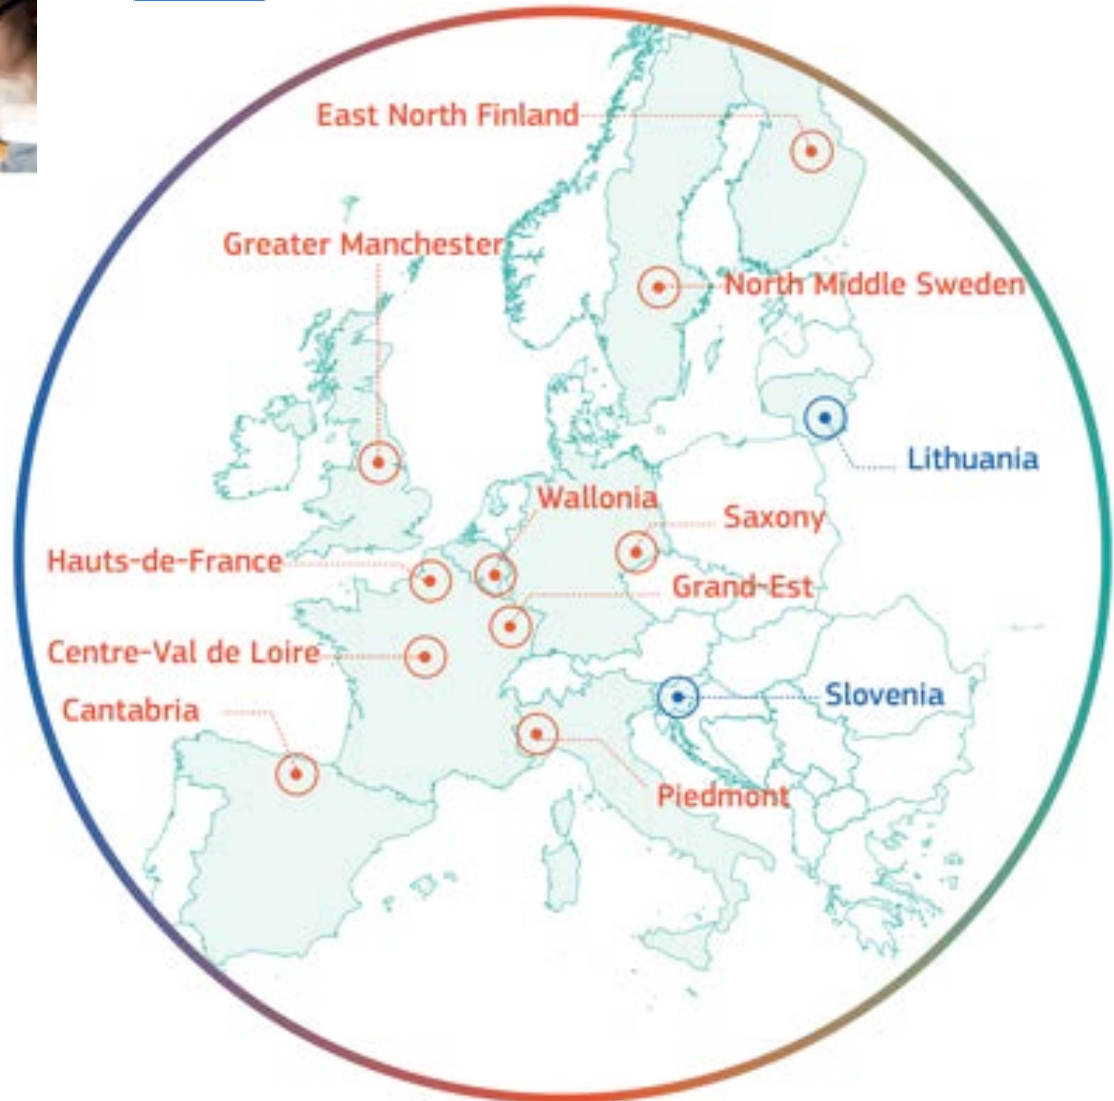 East North Finland
Greater Manchester
North Middle Sweden
Lithuania
Wallonia
Saxony
Hauts-de-France
Grand-Est
Centre-Val de Loire
Slovenia
Cantabria
Piedmont